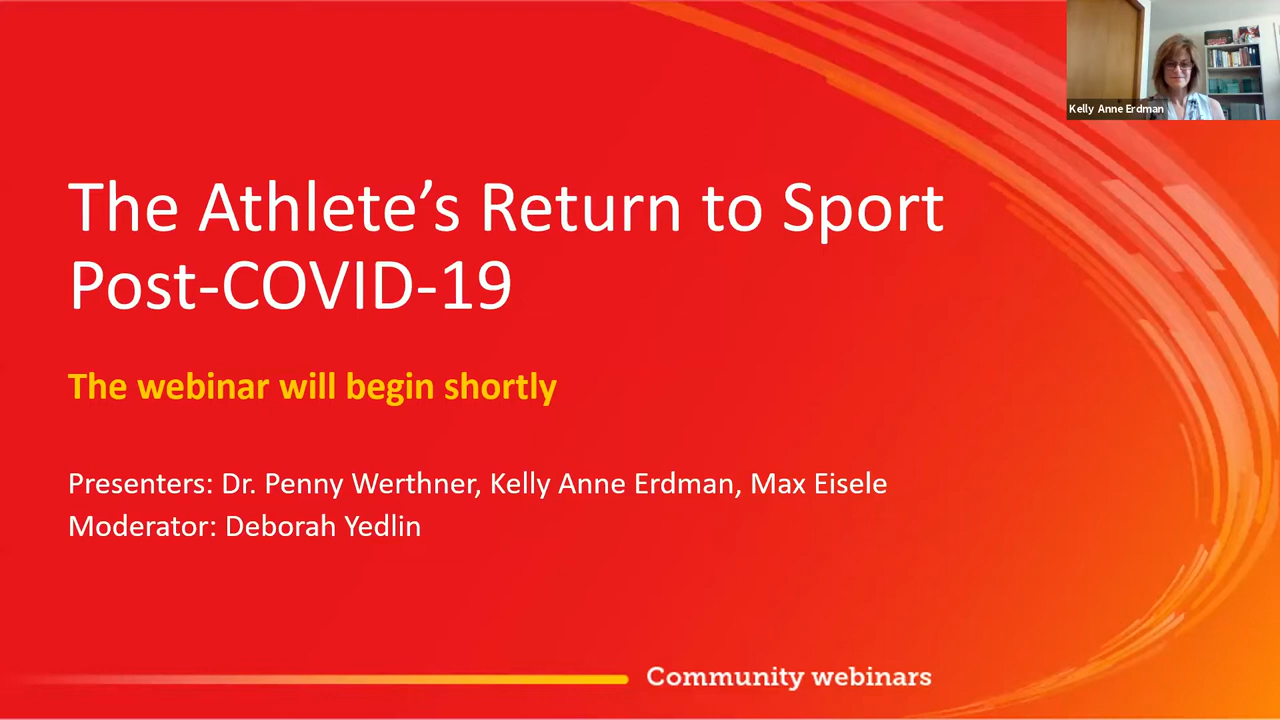 Kelly Anne Erdman
The Athlete’s Return to Sport
Post-COVID-19
The webinar will begin shortly
Presenters: Dr. Penny Werthner, Kelly Anne Erdman, Max Eisele
Moderator: Deborah Yedlin
Community webinars